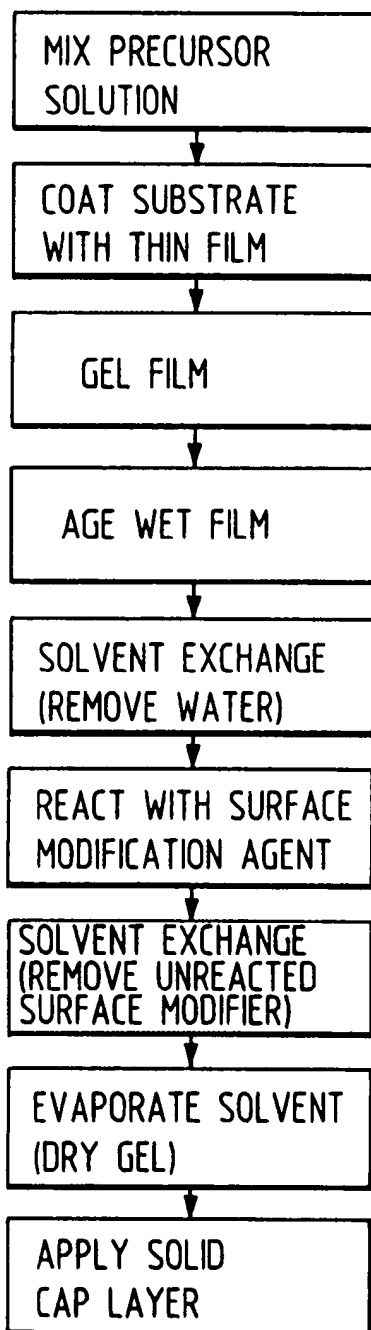 MIX PRECURSOR
SOLUTION
COAT SUBSTRATE
WITH THIN FILM
GEL FILM
AGE WET FILM
SOLVENT EXCHANGE
(REMOVE WATER)
REACT WITH SURFACE
MODIFICATION AGENT
SOLVENT EXCHANGE
(REMOVE UNREACTED
SURFACE MODIFIER)
EVAPORATE SOLVENT
(DRY GEL)
APPLY SOLID
CAP LAYER